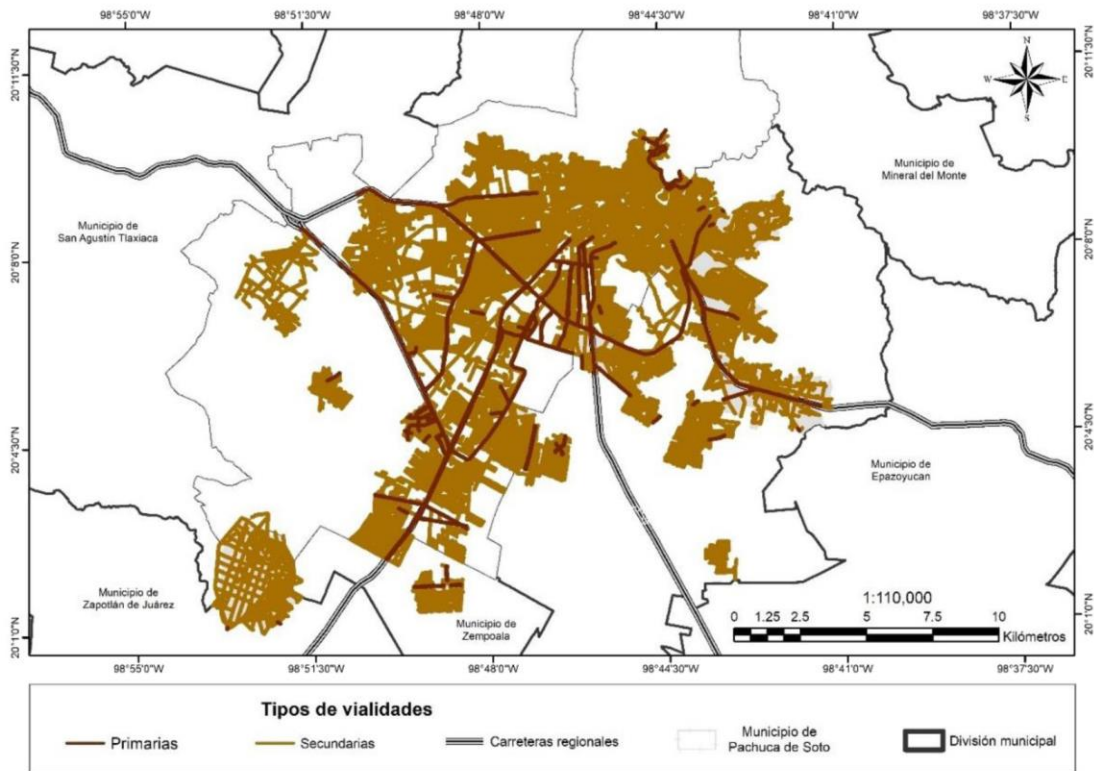 98°55'0"W 98°51'30"W 98°48'0"W 98°44'30"W 98°41'0"W 98°37'30"W
20°11'30"N
20°11'30"N
N
W E
S
Municipio de
Mineral del Monte
Municipio de
San Agustín Tlaxiaca
20°8'0"N
20°8'0"N
20°4'30"N
20°4'30"N
Municipio de
Epazoyucan
Municipio de
Zapotlán de Juárez
Municipio de
Zempoala
1:110,000
0 1.25 2.5 5 7.5 10
Kilómetros
20°1'0"N
20°1'0"N
98°55'0"W 98°51'30"W 98°48'0"W 98°44'30"W 98°41'0"W 98°37'30"W
Tipos de vialidades
Primarias
Secundarias
Carreteras regionales
Municipio de
Pachuca de Soto
División municipal